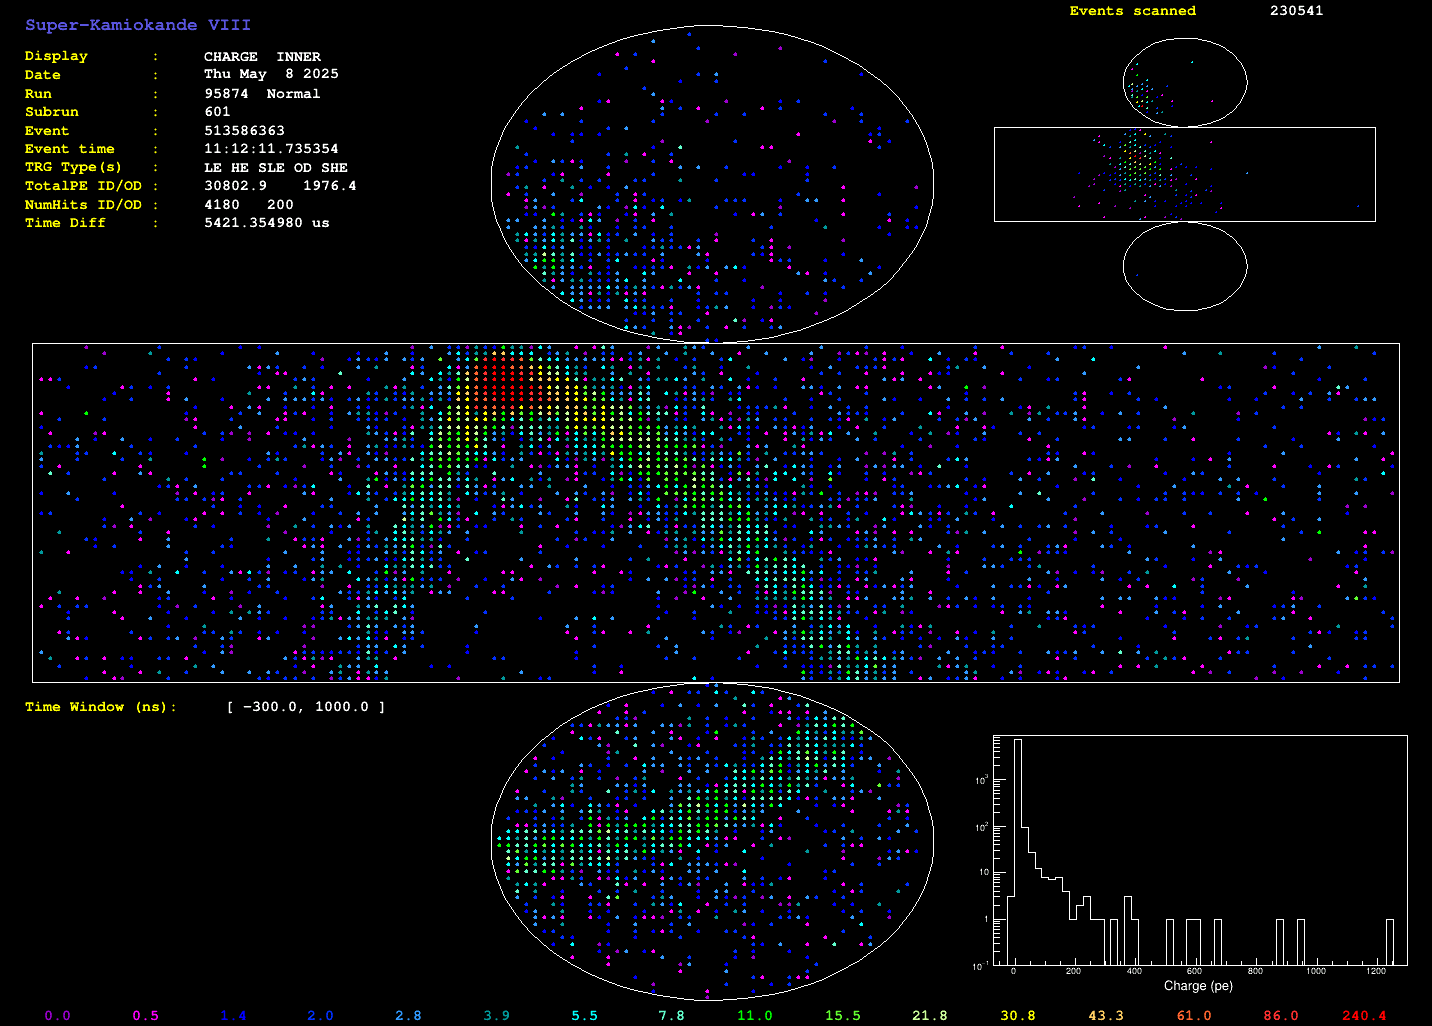 Super-Kamiokande VIII
Events scanned 230541
Display : CHARGE INNER
Date : Thu May 8 2025
Run : 95874 Normal
Subrun : 601
Event : 513586363
Event time : 11:12:11.735354
TRG Type(s) : LE HE SLE OD SHE
TotalPE ID/OD : 30802.9 1976.4
NumHits ID/OD : 4180 200
Time Diff : 5421.354980 us
Time Window (ns): [ -300.0, 1000.0 ]
10³
10²
10
1
10⁻¹
0 200 400 600 800 1000 1200
Charge (pe)
0.0 0.5 1.4 2.0 2.8 3.9 5.5 7.8 11.0 15.5 21.8 30.8 43.3 61.0 86.0 240.4